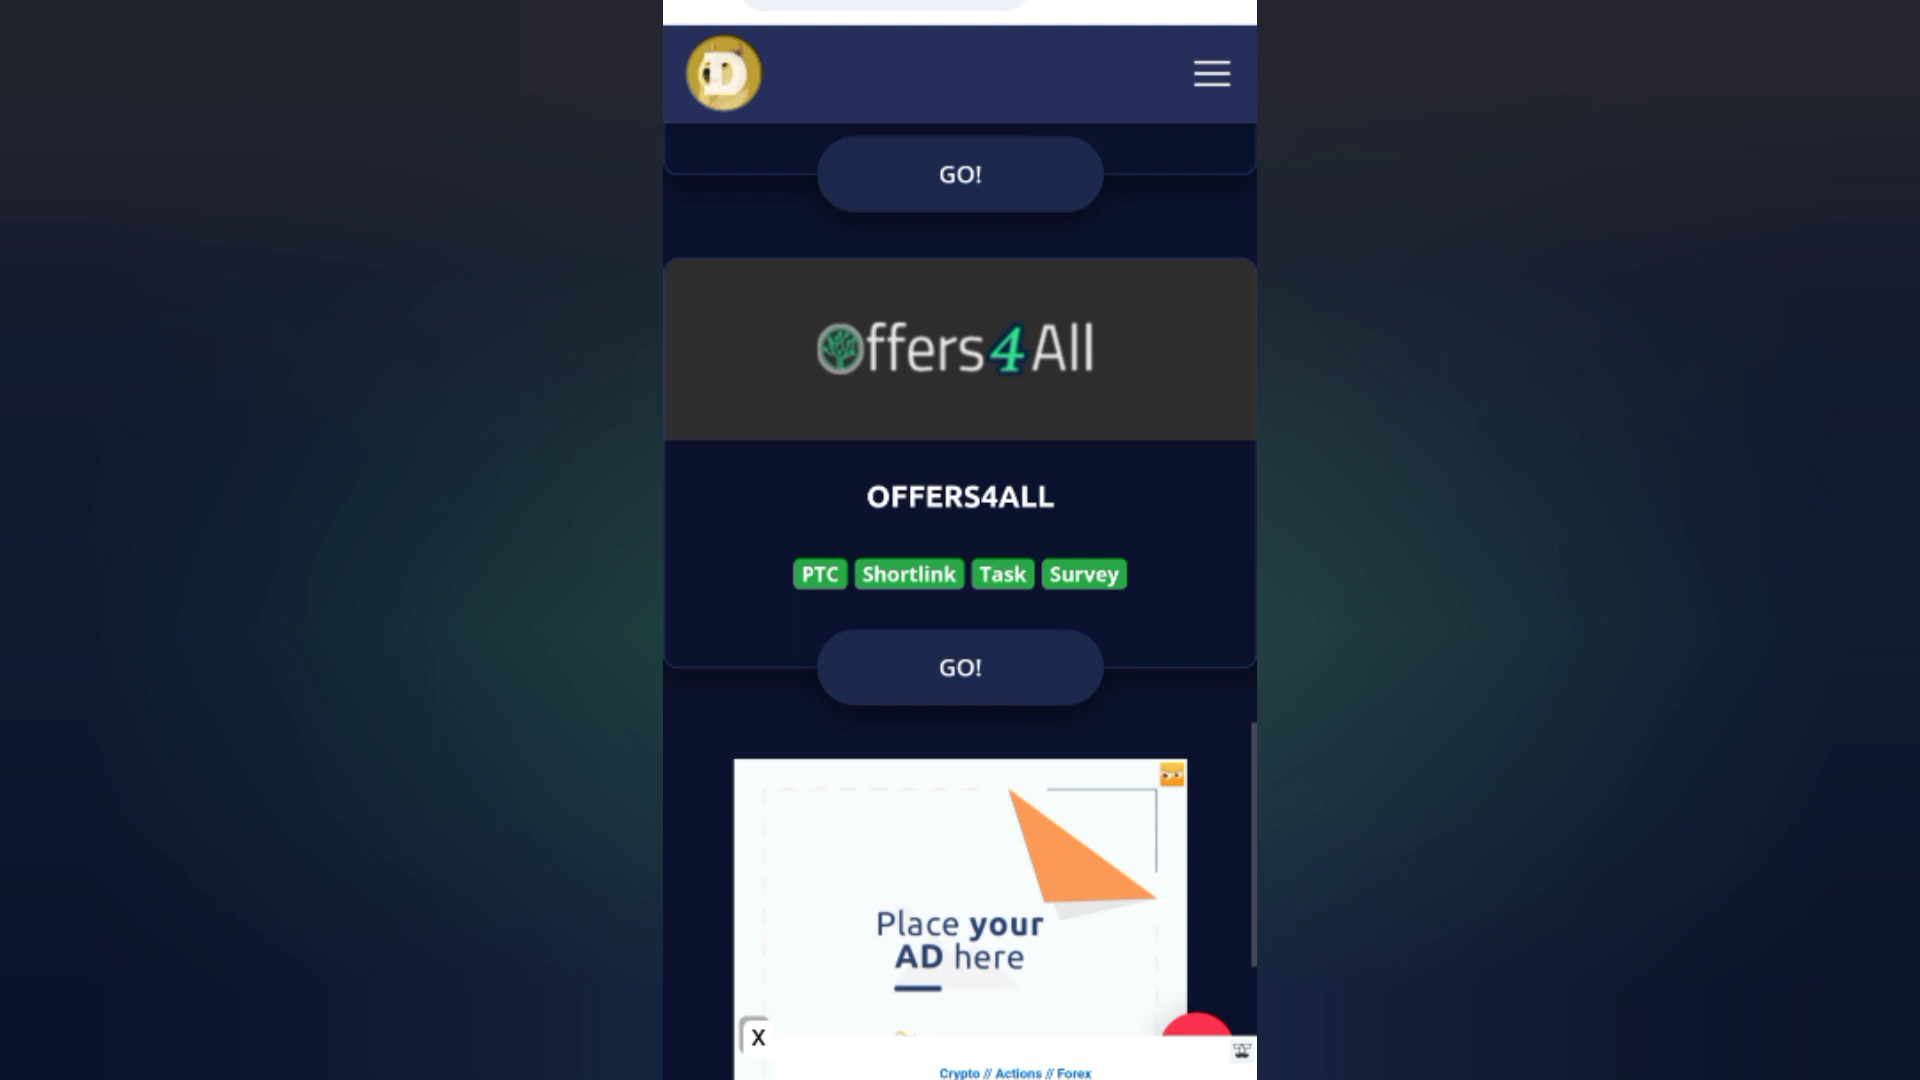 GO!
Offers4All
OFFERS4ALL
PTC Shortlink Task Survey
GO!
Place your
AD here
X
Crypto // Actions // Forex